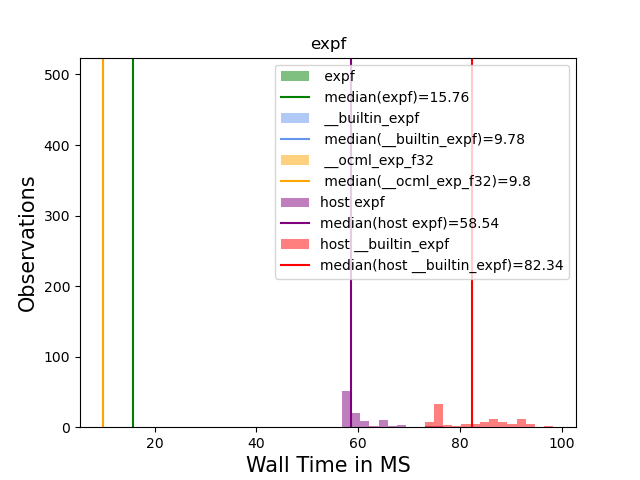 expf
500
400
300
200
100
0
Observations
expf
median(expf)=15.76
__builtin_expf
median(__builtin_expf)=9.78
__ocml_exp_f32
median(__ocml_exp_f32)=9.8
host expf
median(host expf)=58.54
host __builtin_expf
median(host __builtin_expf)=82.34
20 40 60 80 100
Wall Time in MS